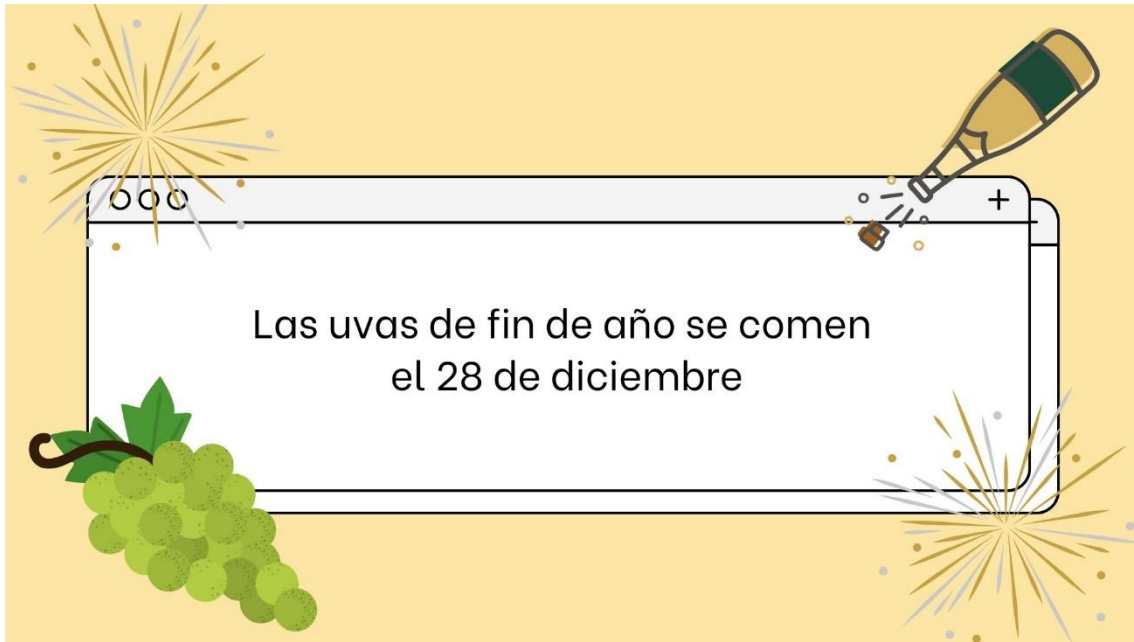 Las uvas de fin de año se comen
el 28 de diciembre